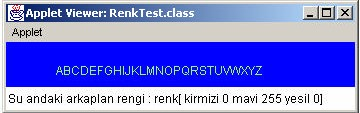 Applet Viewer: RenkTest.class
Applet
ABCDEFGHIJKLMNOPQRSTUVWXYZ
Su andaki arkaplan rengi : renk[ kirmizi 0 mavi 255 yesil 0]